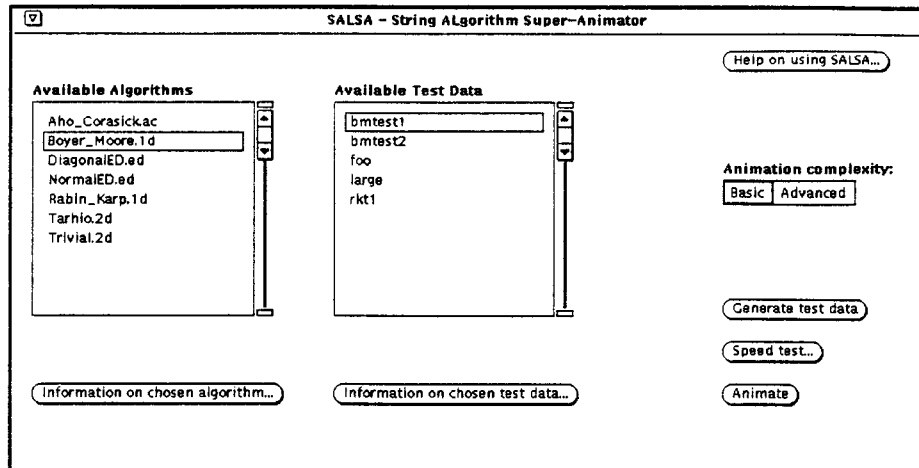 SALSA - String ALgorithm Super-Animator
Help on using SALSA...
Available Algorithms
Aho_Corasick.ac
Boyer_Moore.1d
DiagonalED.ed
NormalED.ed
Rabin_Karp.1d
Tarhio.2d
Trivial.2d
Available Test Data
bmtest1
bmtest2
foo
large
rkt1
Animation complexity:
Basic Advanced
Generate test data
Speed test...
Animate
Information on chosen algorithm...
Information on chosen test data...